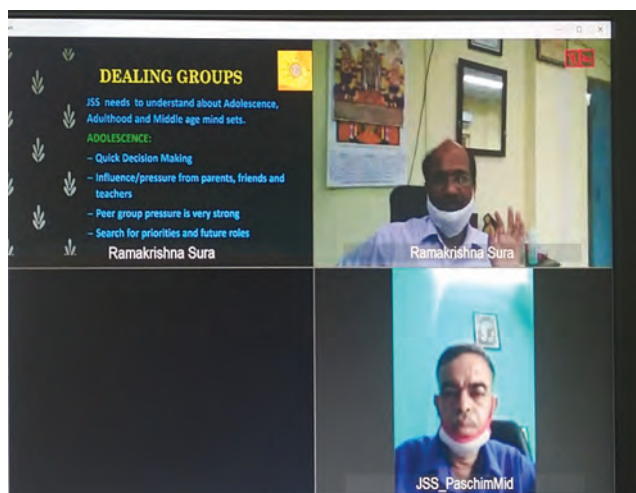 DEALING GROUPS
JSS needs to understand about Adolescence,
Adulthood and Middle age mind sets.
ADOLESCENCE:
– Quick Decision Making
– Influence/pressure from parents, friends and
teachers
– Peer group pressure is very strong
– Search for priorities and future roles
Ramakrishna Sura
Ramakrishna Sura
JSS_PaschimMid